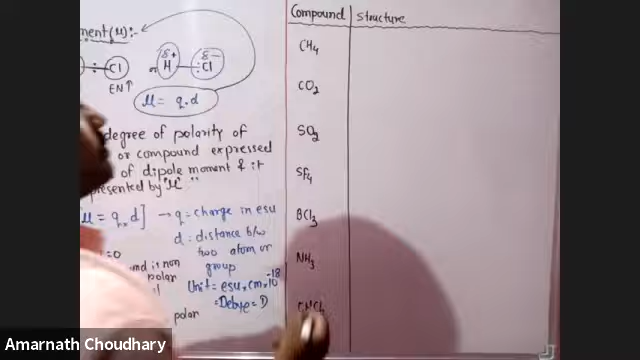 ment(μ):-
δ+ δ-
: Cl H — : Cl
EN↑
μ = q.d
degree of polarity of
or compound expressed
of dipole moment & it
presented by "μ"
[μ = q.d] → q = charge in esu
d : distance b/w
two atom or
group
=0
and is non
polar
Unit = esu, cm, 10⁻¹⁸
= Debye = D
polar
Compound Structure
CH₄
CO₂
SO₂
SF₄
BCl₃
NH₃
Amarnath Choudhary